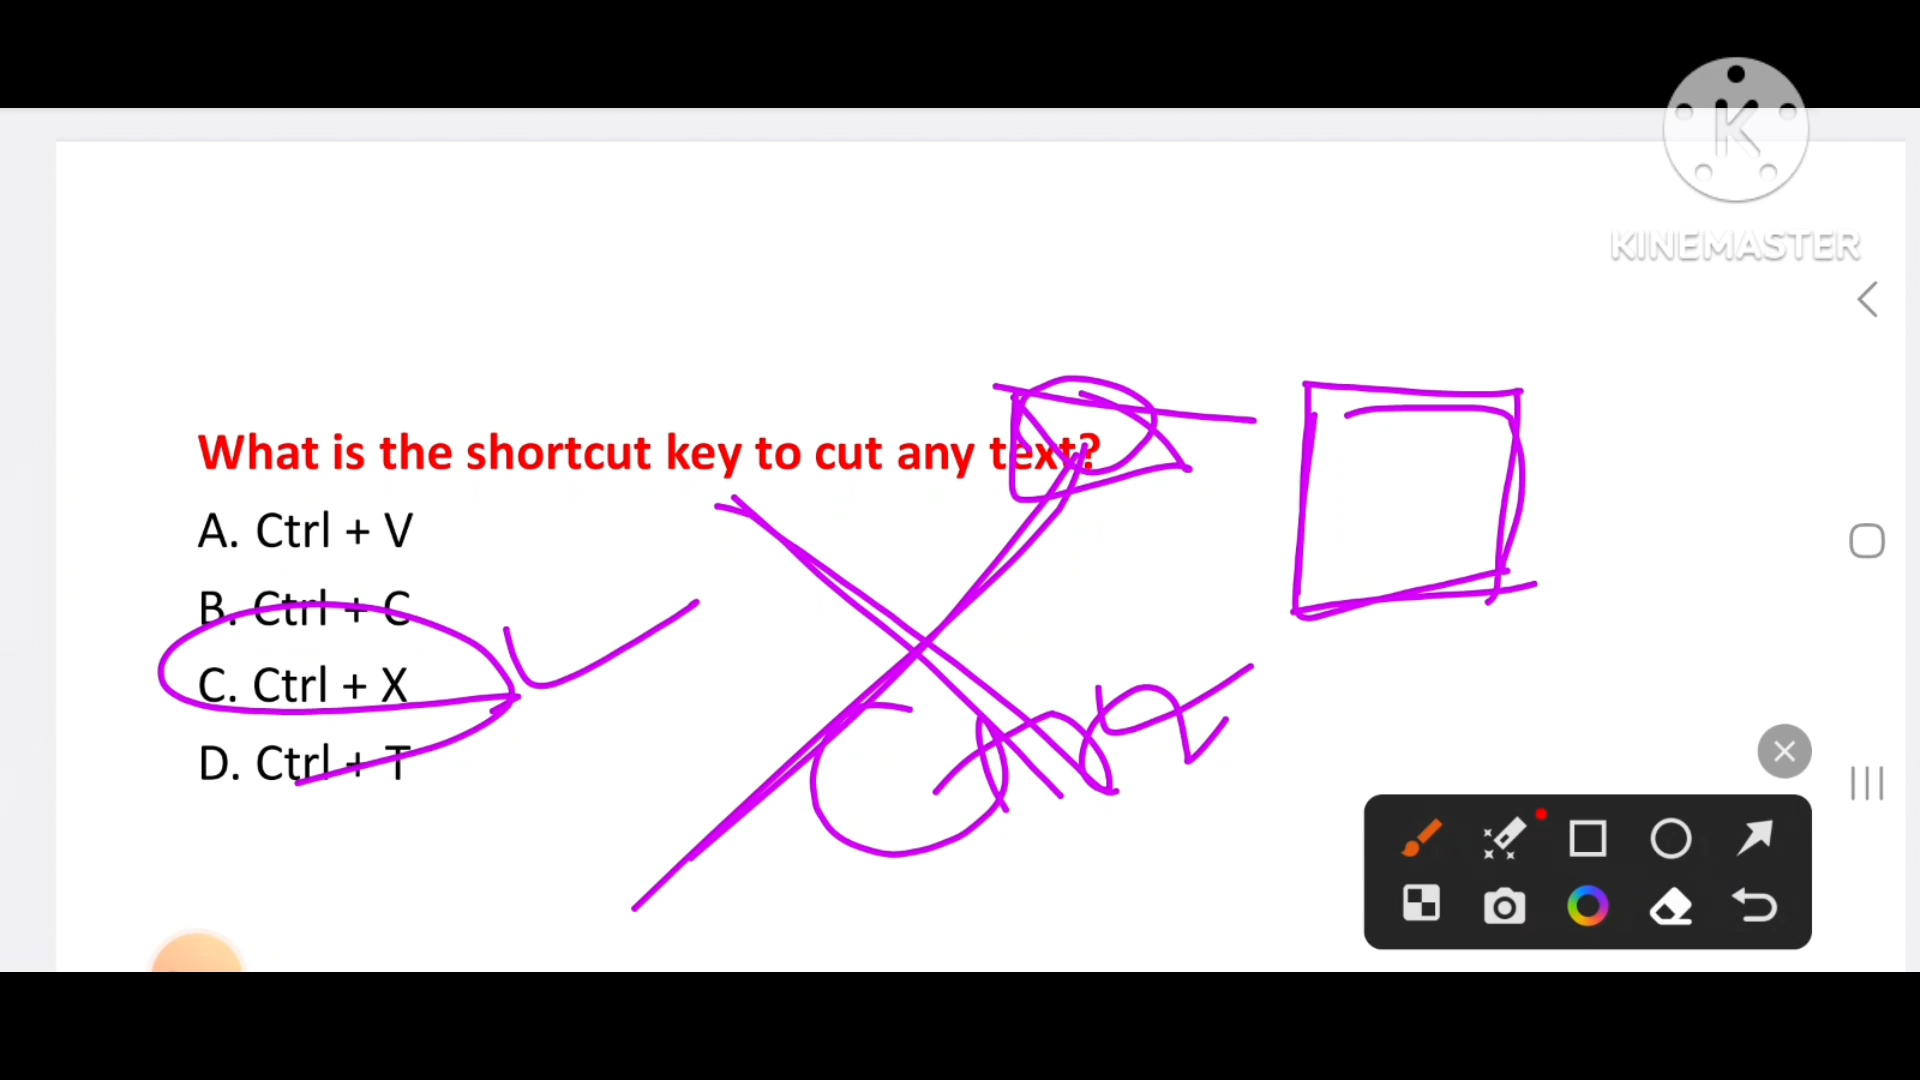 K
KINEMASTER
What is the shortcut key to cut any text?
A. Ctrl + V
B. Ctrl + C
C. Ctrl + X
D. Ctrl + T